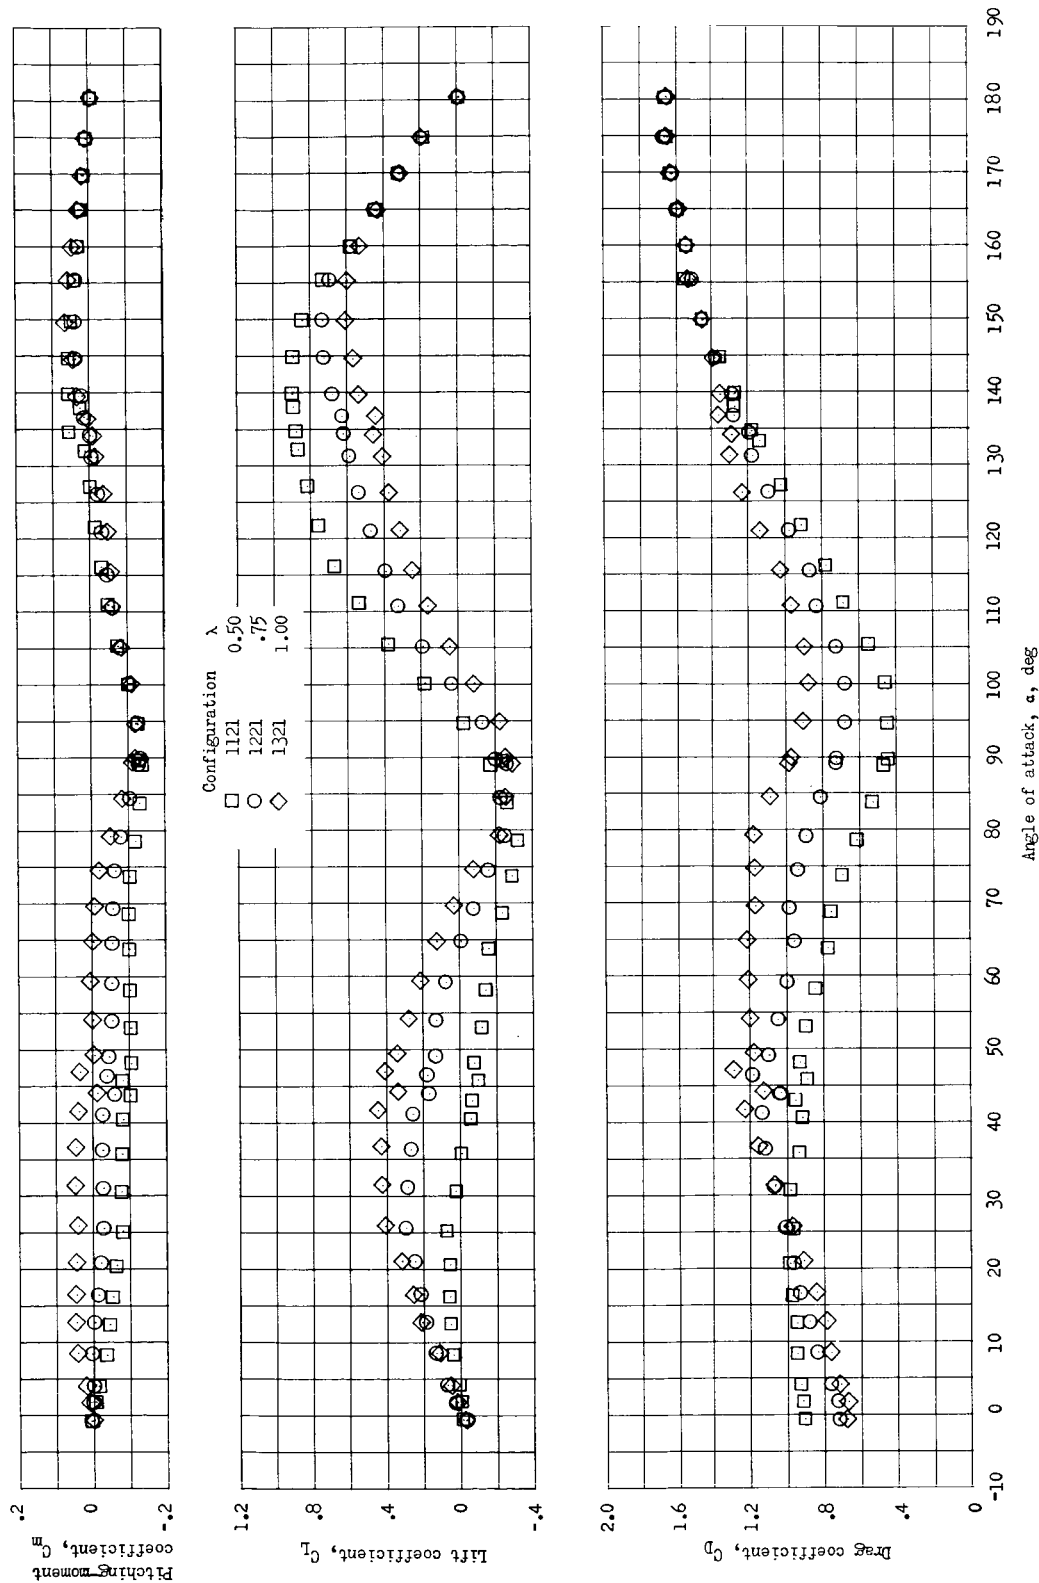 Pitching-moment
coefficient, Cm
.2
0
-.2
Configuration λ
1121 0.50
1221 .75
1321 1.00
Lift coefficient, CL
1.2
.8
.4
0
-.4
Drag coefficient, CD
2.0
1.6
1.2
.8
.4
0
-10 0 10 20 30 40 50 60 70 80 90 100 110 120 130 140 150 160 170 180 190
Angle of attack, α, deg